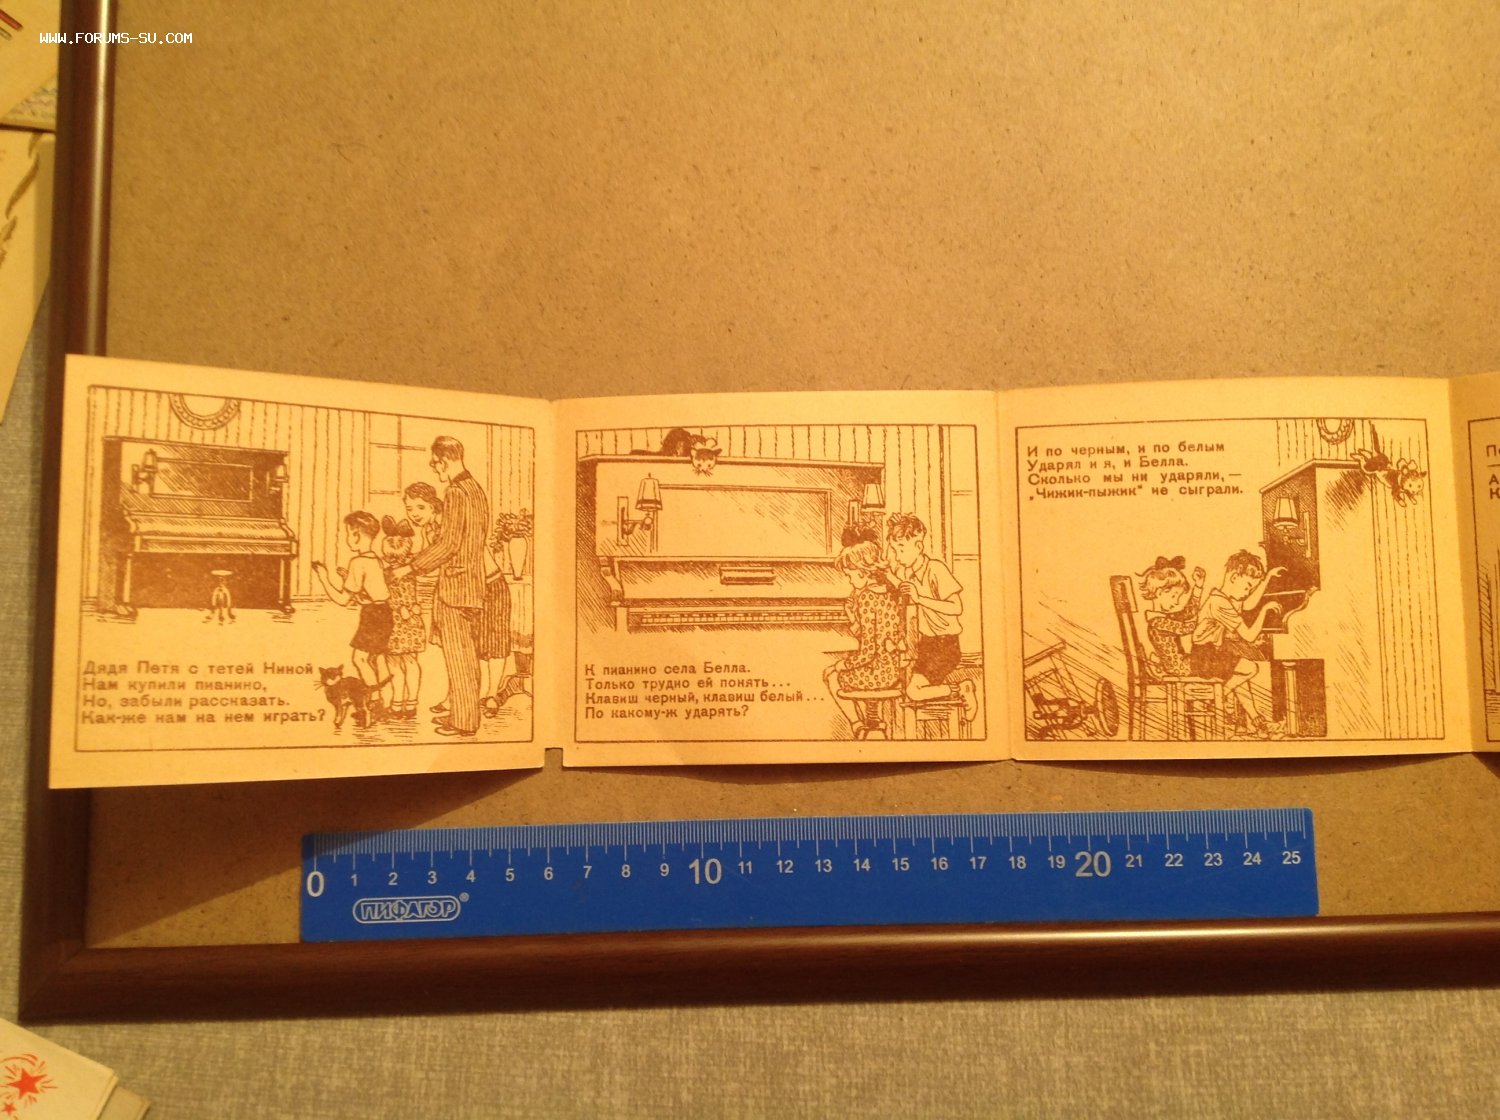 WWW.FORUMS-SU.COM
Дядя Петя с тетей Ниной
Нам купили пианино,
Но, забыли рассказать.
Как-же нам на нем играть?
К пианино села Белла.
Только трудно ей понять...
Клавиш черный, клавиш белый...
По какому-ж ударять?
И по черным, и по белым
Ударял и я, и Белла.
Сколько мы ни ударяли,—
„Чижик-пыжик" не сыграли.
0 1 2 3 4 5 6 7 8 9 10 11 12 13 14 15 16 17 18 19 20 21 22 23 24 25
ПИФАГОР®